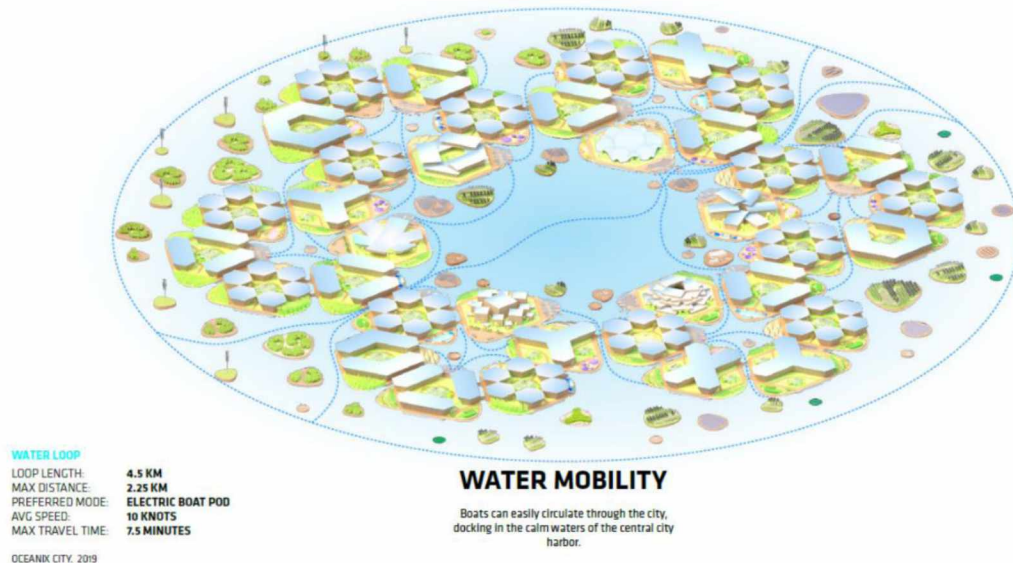 WATER LOOP
LOOP LENGTH: 4.5 KM
MAX DISTANCE: 2.25 KM
PREFERRED MODE: ELECTRIC BOAT POD
AVG SPEED: 10 KNOTS
MAX TRAVEL TIME: 7.5 MINUTES
OCEANIX CITY, 2019
WATER MOBILITY
Boats can easily circulate through the city,
docking in the calm waters of the central city
harbor.